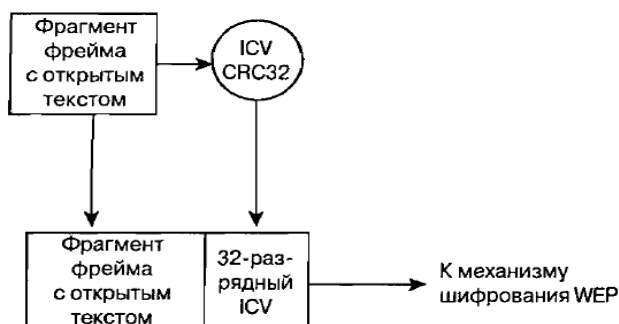 Фрагмент
фрейма
с открытым
текстом
ICV
CRC32
Фрагмент
фрейма
с открытым
текстом
32-раз-
рядный
ICV
К механизму
шифрования WEP